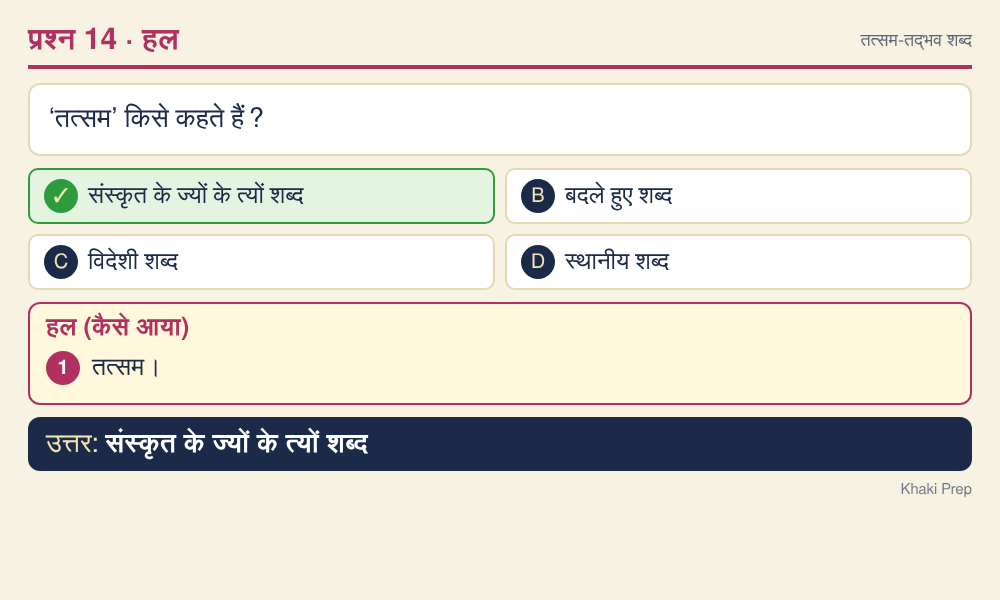 प्रश्न 14 · हल
तत्सम-तद्भव शब्द
‘तत्सम’ किसे कहते हैं ?
✓ संस्कृत के ज्यों के त्यों शब्द
B बदले हुए शब्द
C विदेशी शब्द
D स्थानीय शब्द
हल (कैसे आया)
1 तत्सम।
उत्तर: संस्कृत के ज्यों के त्यों शब्द
Khaki Prep